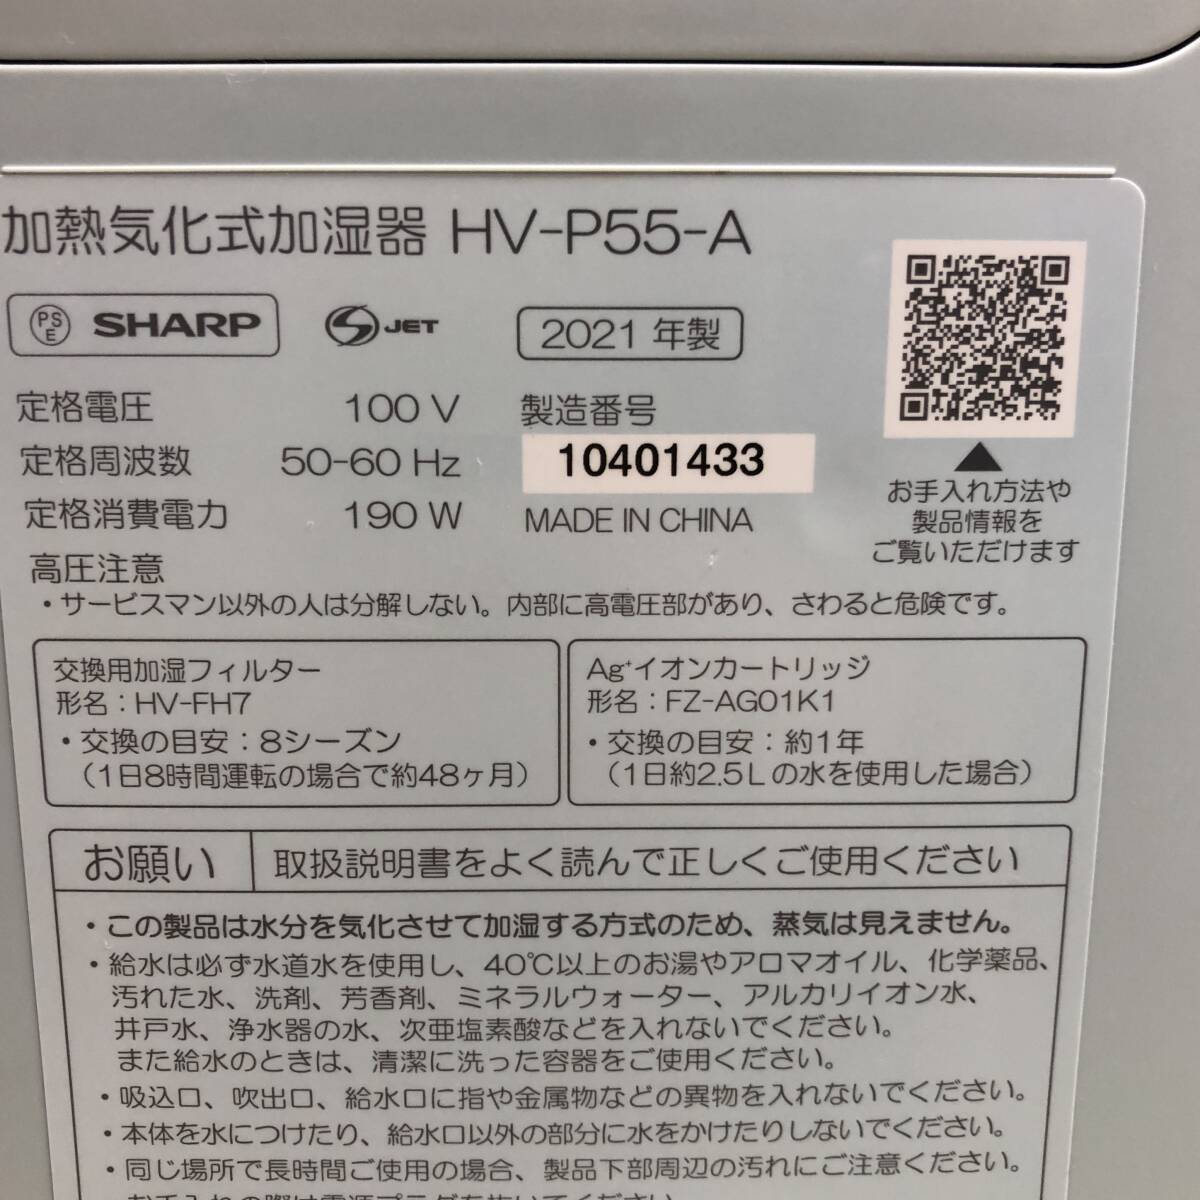 加熱気化式加湿器 HV-P55-A
PSE SHARP
S JET
2021 年製
定格電圧 100 V
定格周波数 50-60 Hz
定格消費電力 190 W
製造番号
10401433
MADE IN CHINA
お手入れ方法や
製品情報を
ご覧いただけます
高圧注意
・サービスマン以外の人は分解しない。内部に高電圧部があり、さわると危険です。
交換用加湿フィルター
形名：HV-FH7
・交換の目安：8シーズン
（1日8時間運転の場合で約48ヶ月）
Ag⁺イオンカートリッジ
形名：FZ-AG01K1
・交換の目安：約1年
（1日約2.5Lの水を使用した場合）
お願い 取扱説明書をよく読んで正しくご使用ください
・この製品は水分を気化させて加湿する方式のため、蒸気は見えません。
・給水は必ず水道水を使用し、40℃以上のお湯やアロマオイル、化学薬品、
汚れた水、洗剤、芳香剤、ミネラルウォーター、アルカリイオン水、
井戸水、浄水器の水、次亜塩素酸などを入れないでください。
また給水のときは、清潔に洗った容器をご使用ください。
・吸込口、吹出口、給水口に指や金属物などの異物を入れないでください。
・本体を水につけたり、給水口以外の部分に水をかけたりしないでください。
・同じ場所で長時間ご使用の場合、製品下部周辺の汚れにご注意ください。